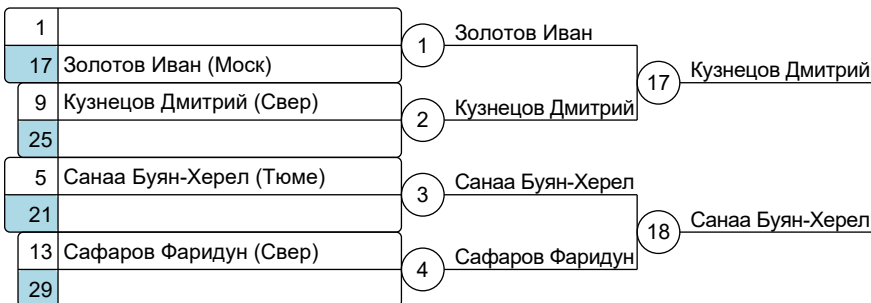 1
17 Золотов Иван (Моск)
9 Кузнецов Дмитрий (Свер)
25
5 Санаа Буян-Херел (Тюме)
21
13 Сафаров Фаридун (Свер)
29
1 Золотов Иван
2 Кузнецов Дмитрий
3 Санаа Буян-Херел
4 Сафаров Фаридун
17 Кузнецов Дмитрий
18 Санаа Буян-Херел